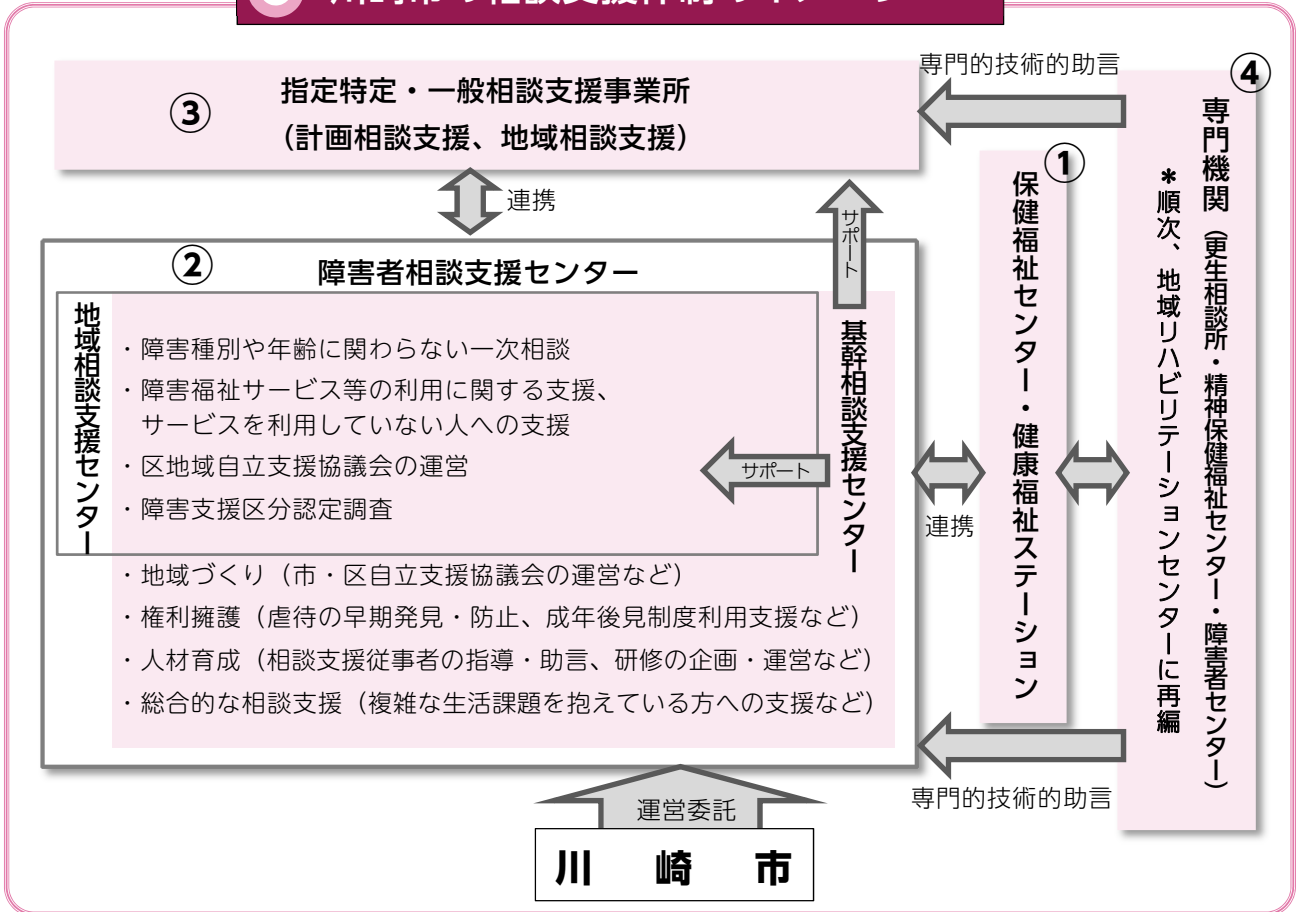 専門的技術的助言
④
③
指定特定・一般相談支援事業所
(計画相談支援、地域相談支援)
専門機関（更生相談所・精神保健福祉センター・障害者センター）
＊順次、地域リハビリテーションセンターに再編
①
保健福祉センター・健康福祉ステーション
連携
サポート
②
障害者相談支援センター
地域相談支援センター
・障害種別や年齢に関わらない一次相談
・障害福祉サービス等の利用に関する支援、
サービスを利用していない人への支援
・区地域自立支援協議会の運営
・障害支援区分認定調査
サポート
基幹相談支援センター
連携
・地域づくり（市・区自立支援協議会の運営など）
・権利擁護（虐待の早期発見・防止、成年後見制度利用支援など）
・人材育成（相談支援従事者の指導・助言、研修の企画・運営など）
・総合的な相談支援（複雑な生活課題を抱えている方への支援など）
専門的技術的助言
運営委託
川崎市